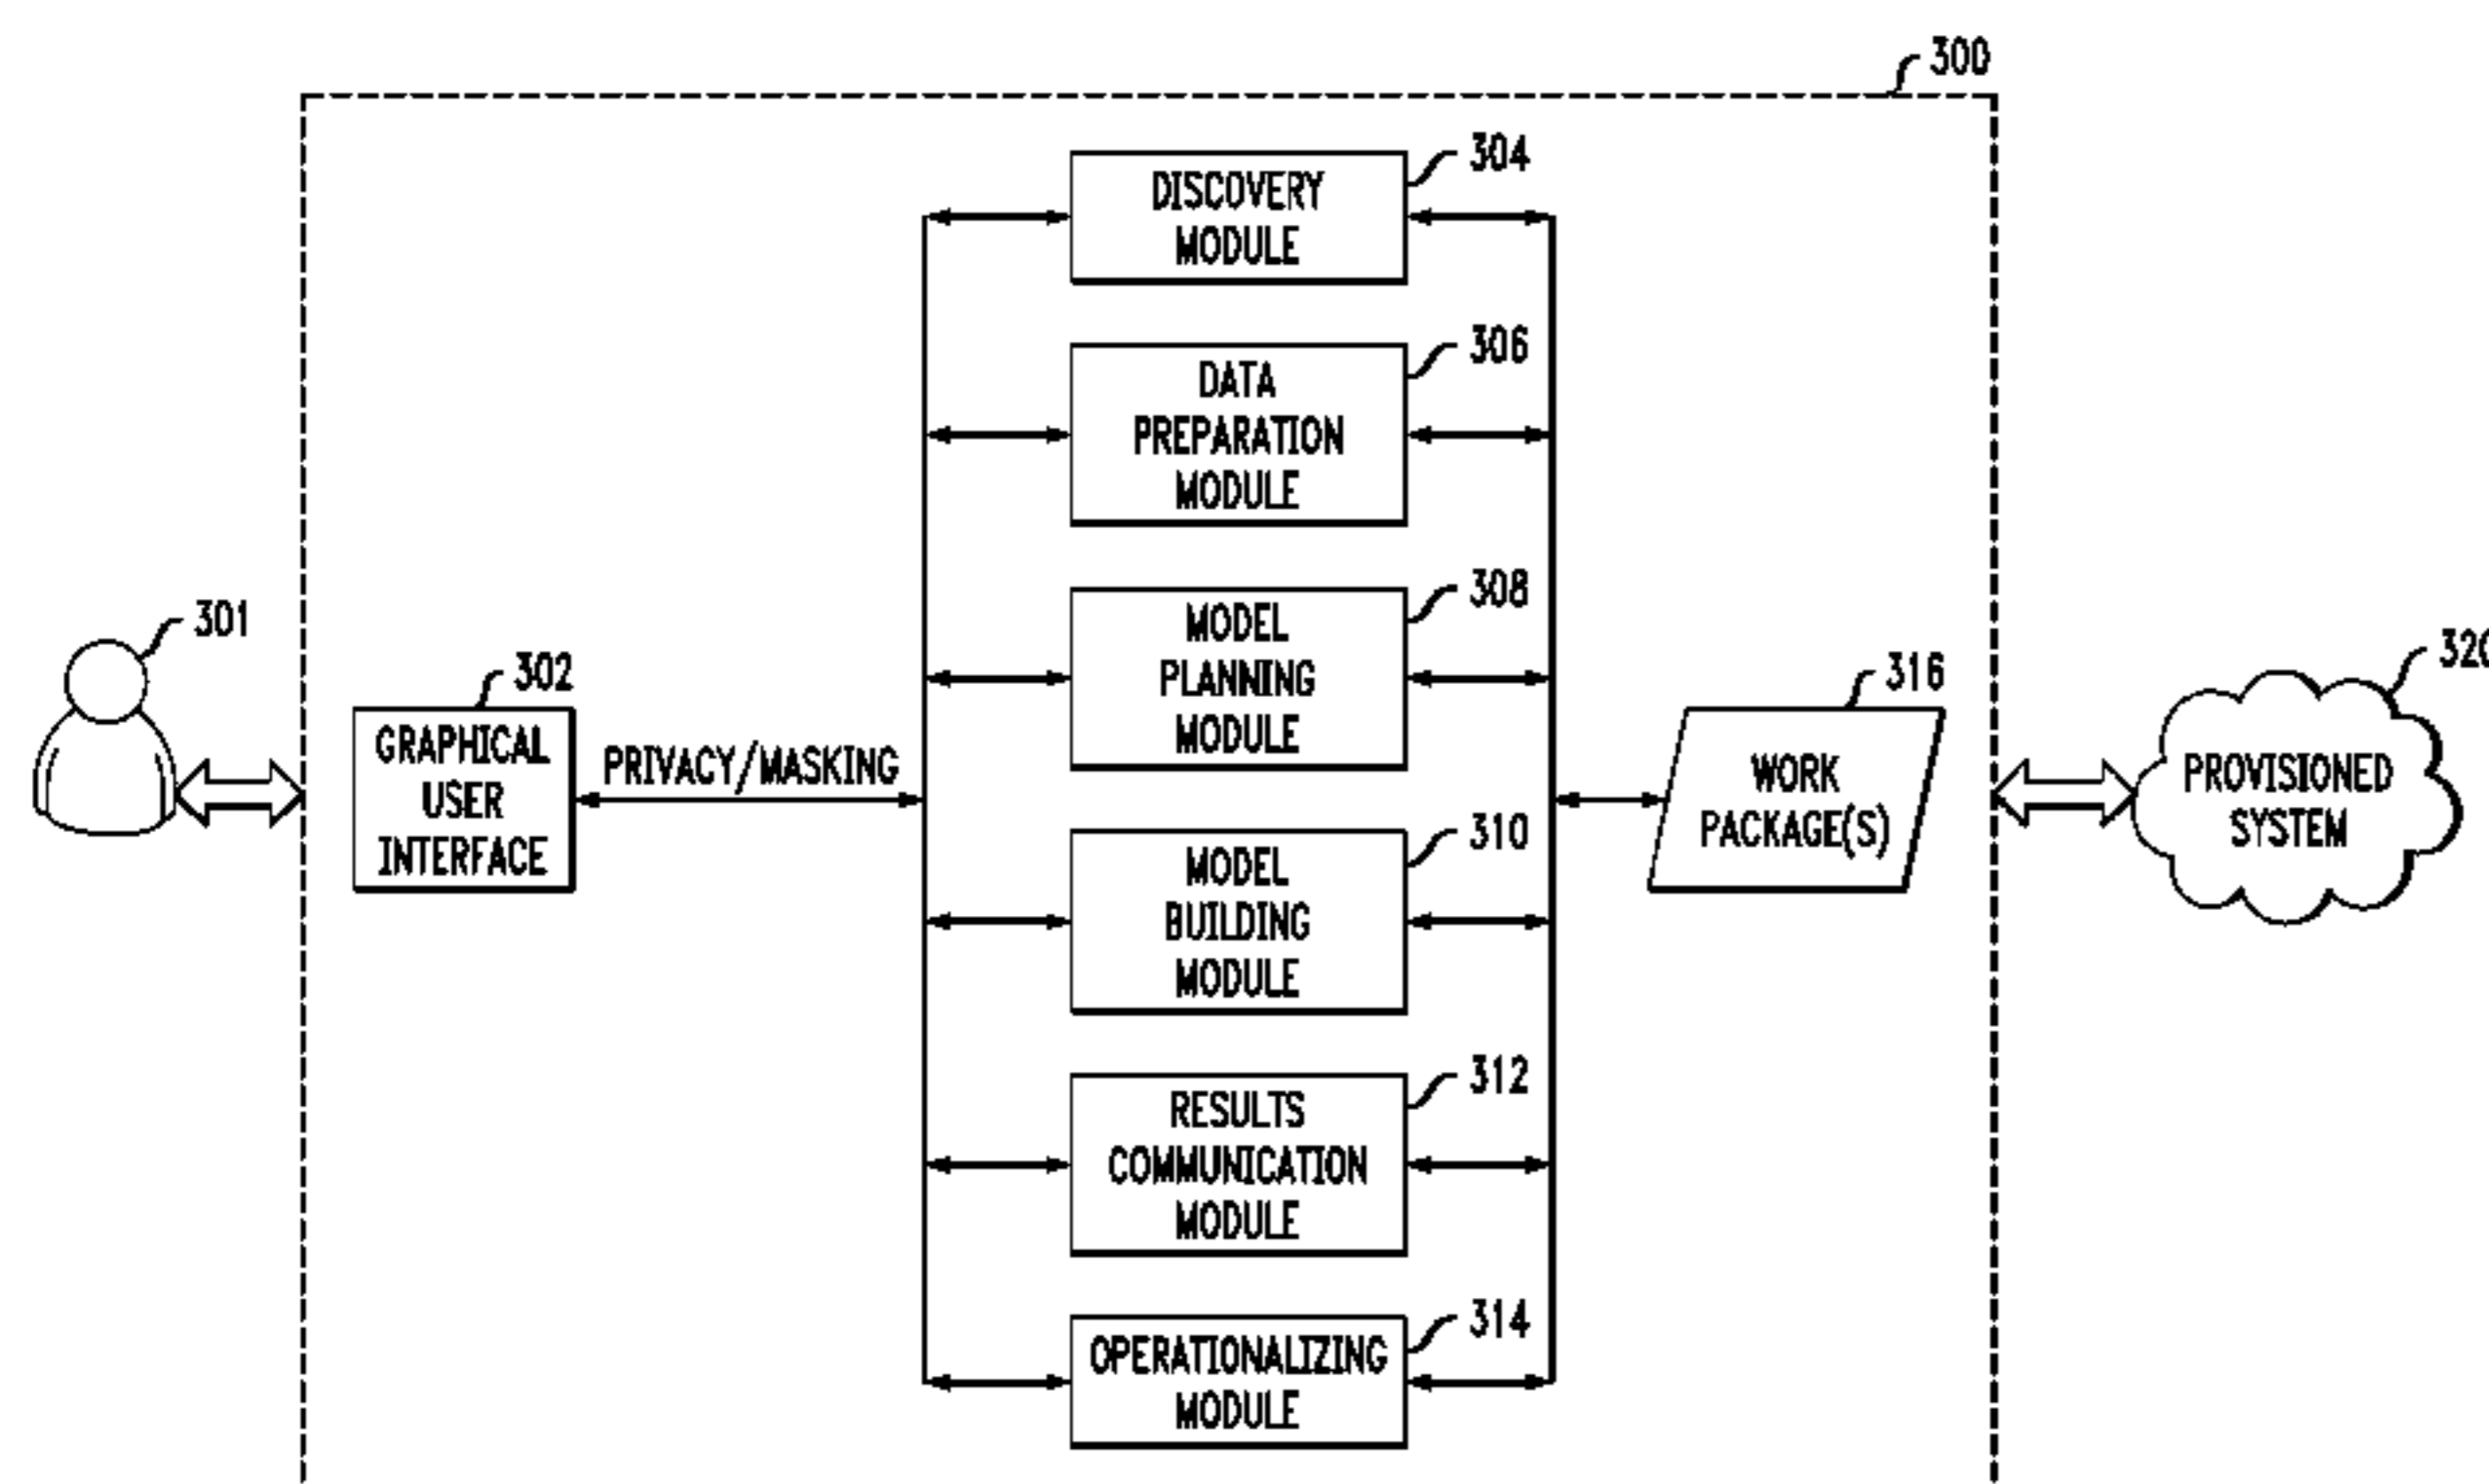 300
304
DISCOVERY
MODULE
306
DATA
PREPARATION
MODULE
308
MODEL
PLANNING
MODULE
301
302
GRAPHICAL
USER
INTERFACE
PRIVACY/MASKING
310
MODEL
BUILDING
MODULE
312
RESULTS
COMMUNICATION
MODULE
314
OPERATIONALIZING
MODULE
316
WORK
PACKAGE(S)
320
PROVISIONED
SYSTEM